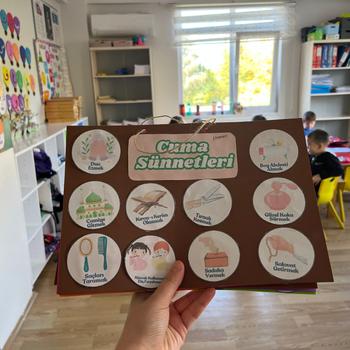 Cuma
Sünnetleri
Dua
Etmek
Boy Abdesti
Almak
Camiye
Gitmek
Kuran-ı Kerim
Okumak
Tırnak
Kesmek
Güzel Koku
Sürmek
Saçları
Taramak
Sadaka
Vermek
Salavat
Getirmek